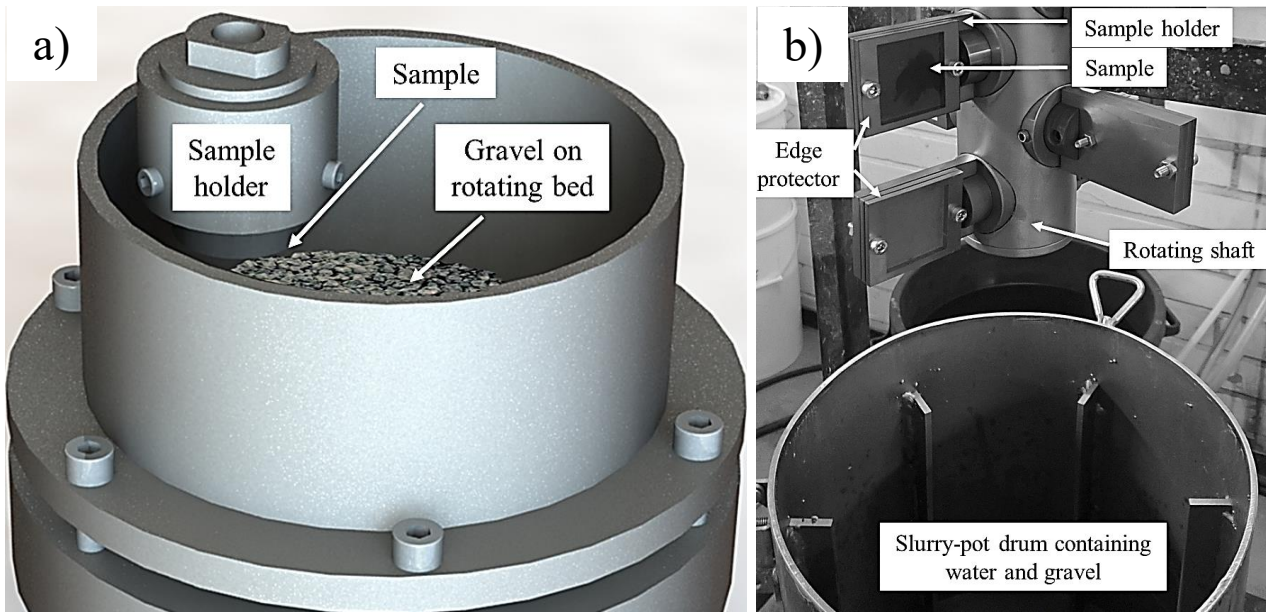 a)
Sample
Sample
holder
Gravel on
rotating bed
b)
Sample holder
Sample
Edge
protector
Rotating shaft
Slurry-pot drum containing
water and gravel